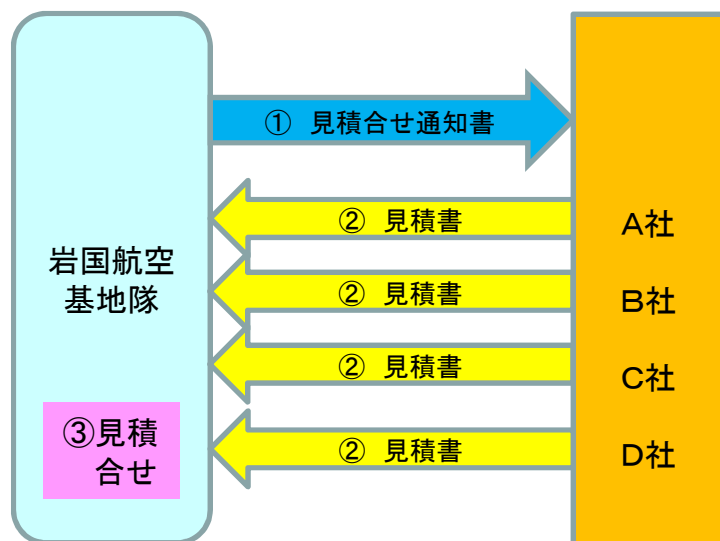 ① 見積合せ通知書
② 見積書
A社
岩国航空
基地隊
② 見積書
B社
② 見積書
C社
③見積
合せ
② 見積書
D社